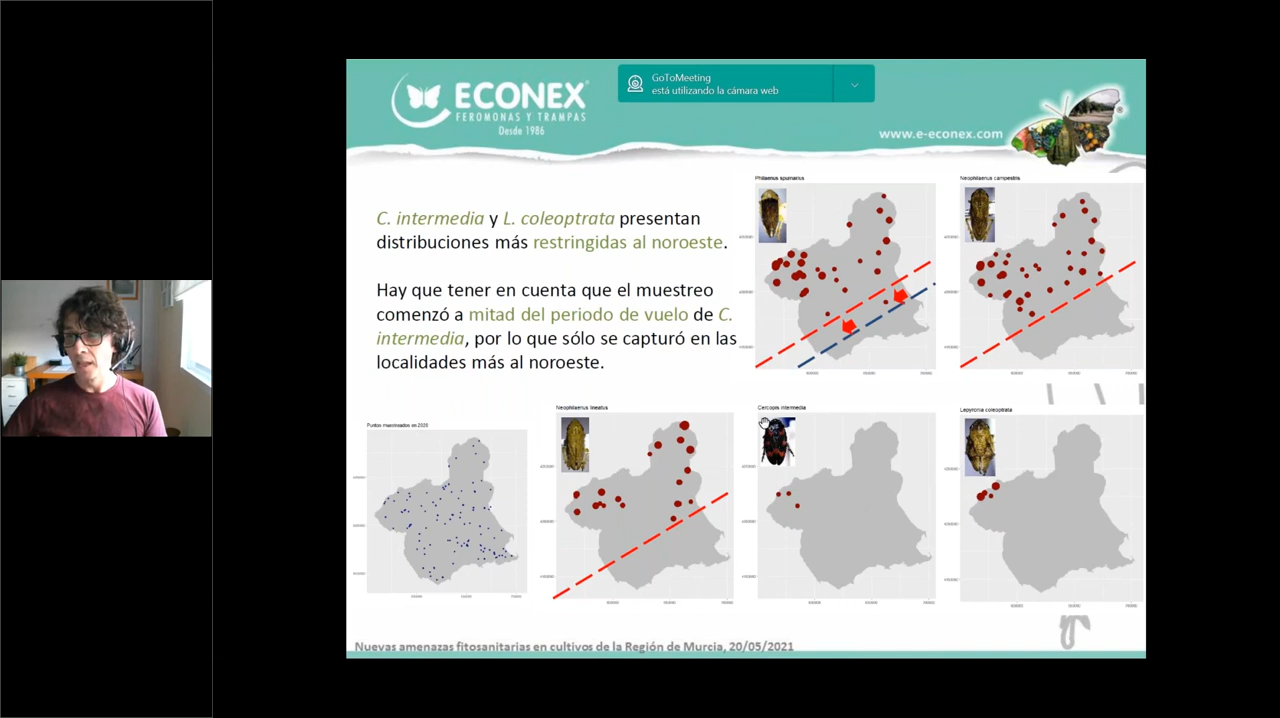 GoToMeeting
está utilizando la cámara web
ECONEX
FEROMONAS Y TRAMPAS
Desde 1986
www.e-econex.com
C. intermedia y L. coleoptrata presentan
distribuciones más restringidas al noroeste.
Hay que tener en cuenta que el muestreo
comenzó a mitad del periodo de vuelo de C.
intermedia, por lo que sólo se capturó en las
localidades más al noroeste.
Philaenus spumarius
Neophilaenus campestris
Puntos muestreados en 2020
Neophilaenus lineatus
Cercopis intermedia
Lepyronia coleoptrata
Nuevas amenazas fitosanitarias en cultivos de la Región de Murcia, 20/05/2021